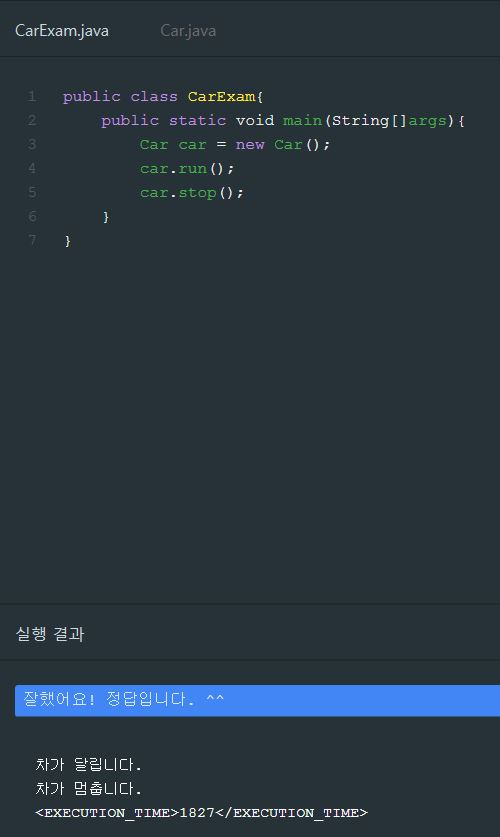 CarExam.java Car.java
1 public class CarExam{
2     public static void main(String[]args){
3         Car car = new Car();
4         car.run();
5         car.stop();
6     }
7 }
실행 결과
잘했어요! 정답입니다. ^^
차가 달립니다.
차가 멈춥니다.
<EXECUTION_TIME>1827</EXECUTION_TIME>